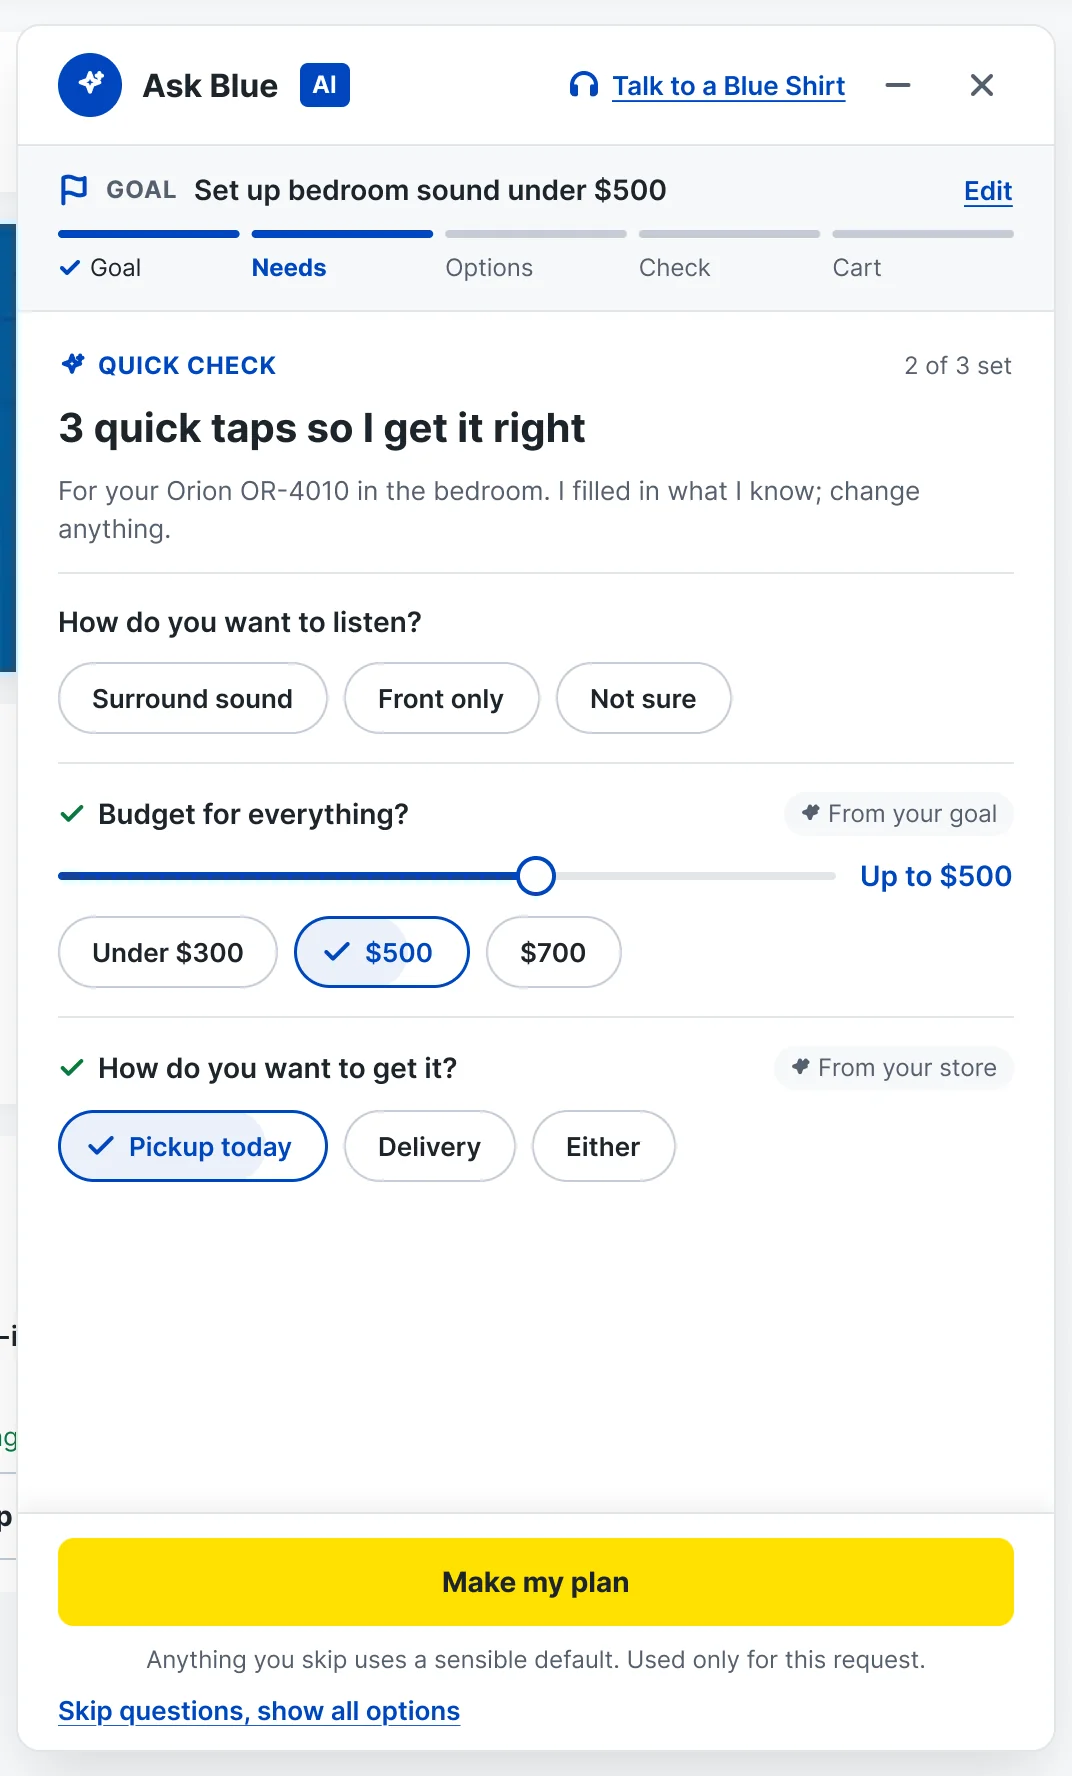 Ask Blue AI Talk to a Blue Shirt
GOAL Set up bedroom sound under $500 Edit
Goal Needs Options Check Cart
QUICK CHECK 2 of 3 set
3 quick taps so I get it right
For your Orion OR-4010 in the bedroom. I filled in what I know; change
anything.
How do you want to listen?
Surround sound Front only Not sure
Budget for everything? From your goal
Up to $500
Under $300 $500 $700
How do you want to get it? From your store
Pickup today Delivery Either
Make my plan
Anything you skip uses a sensible default. Used only for this request.
Skip questions, show all options